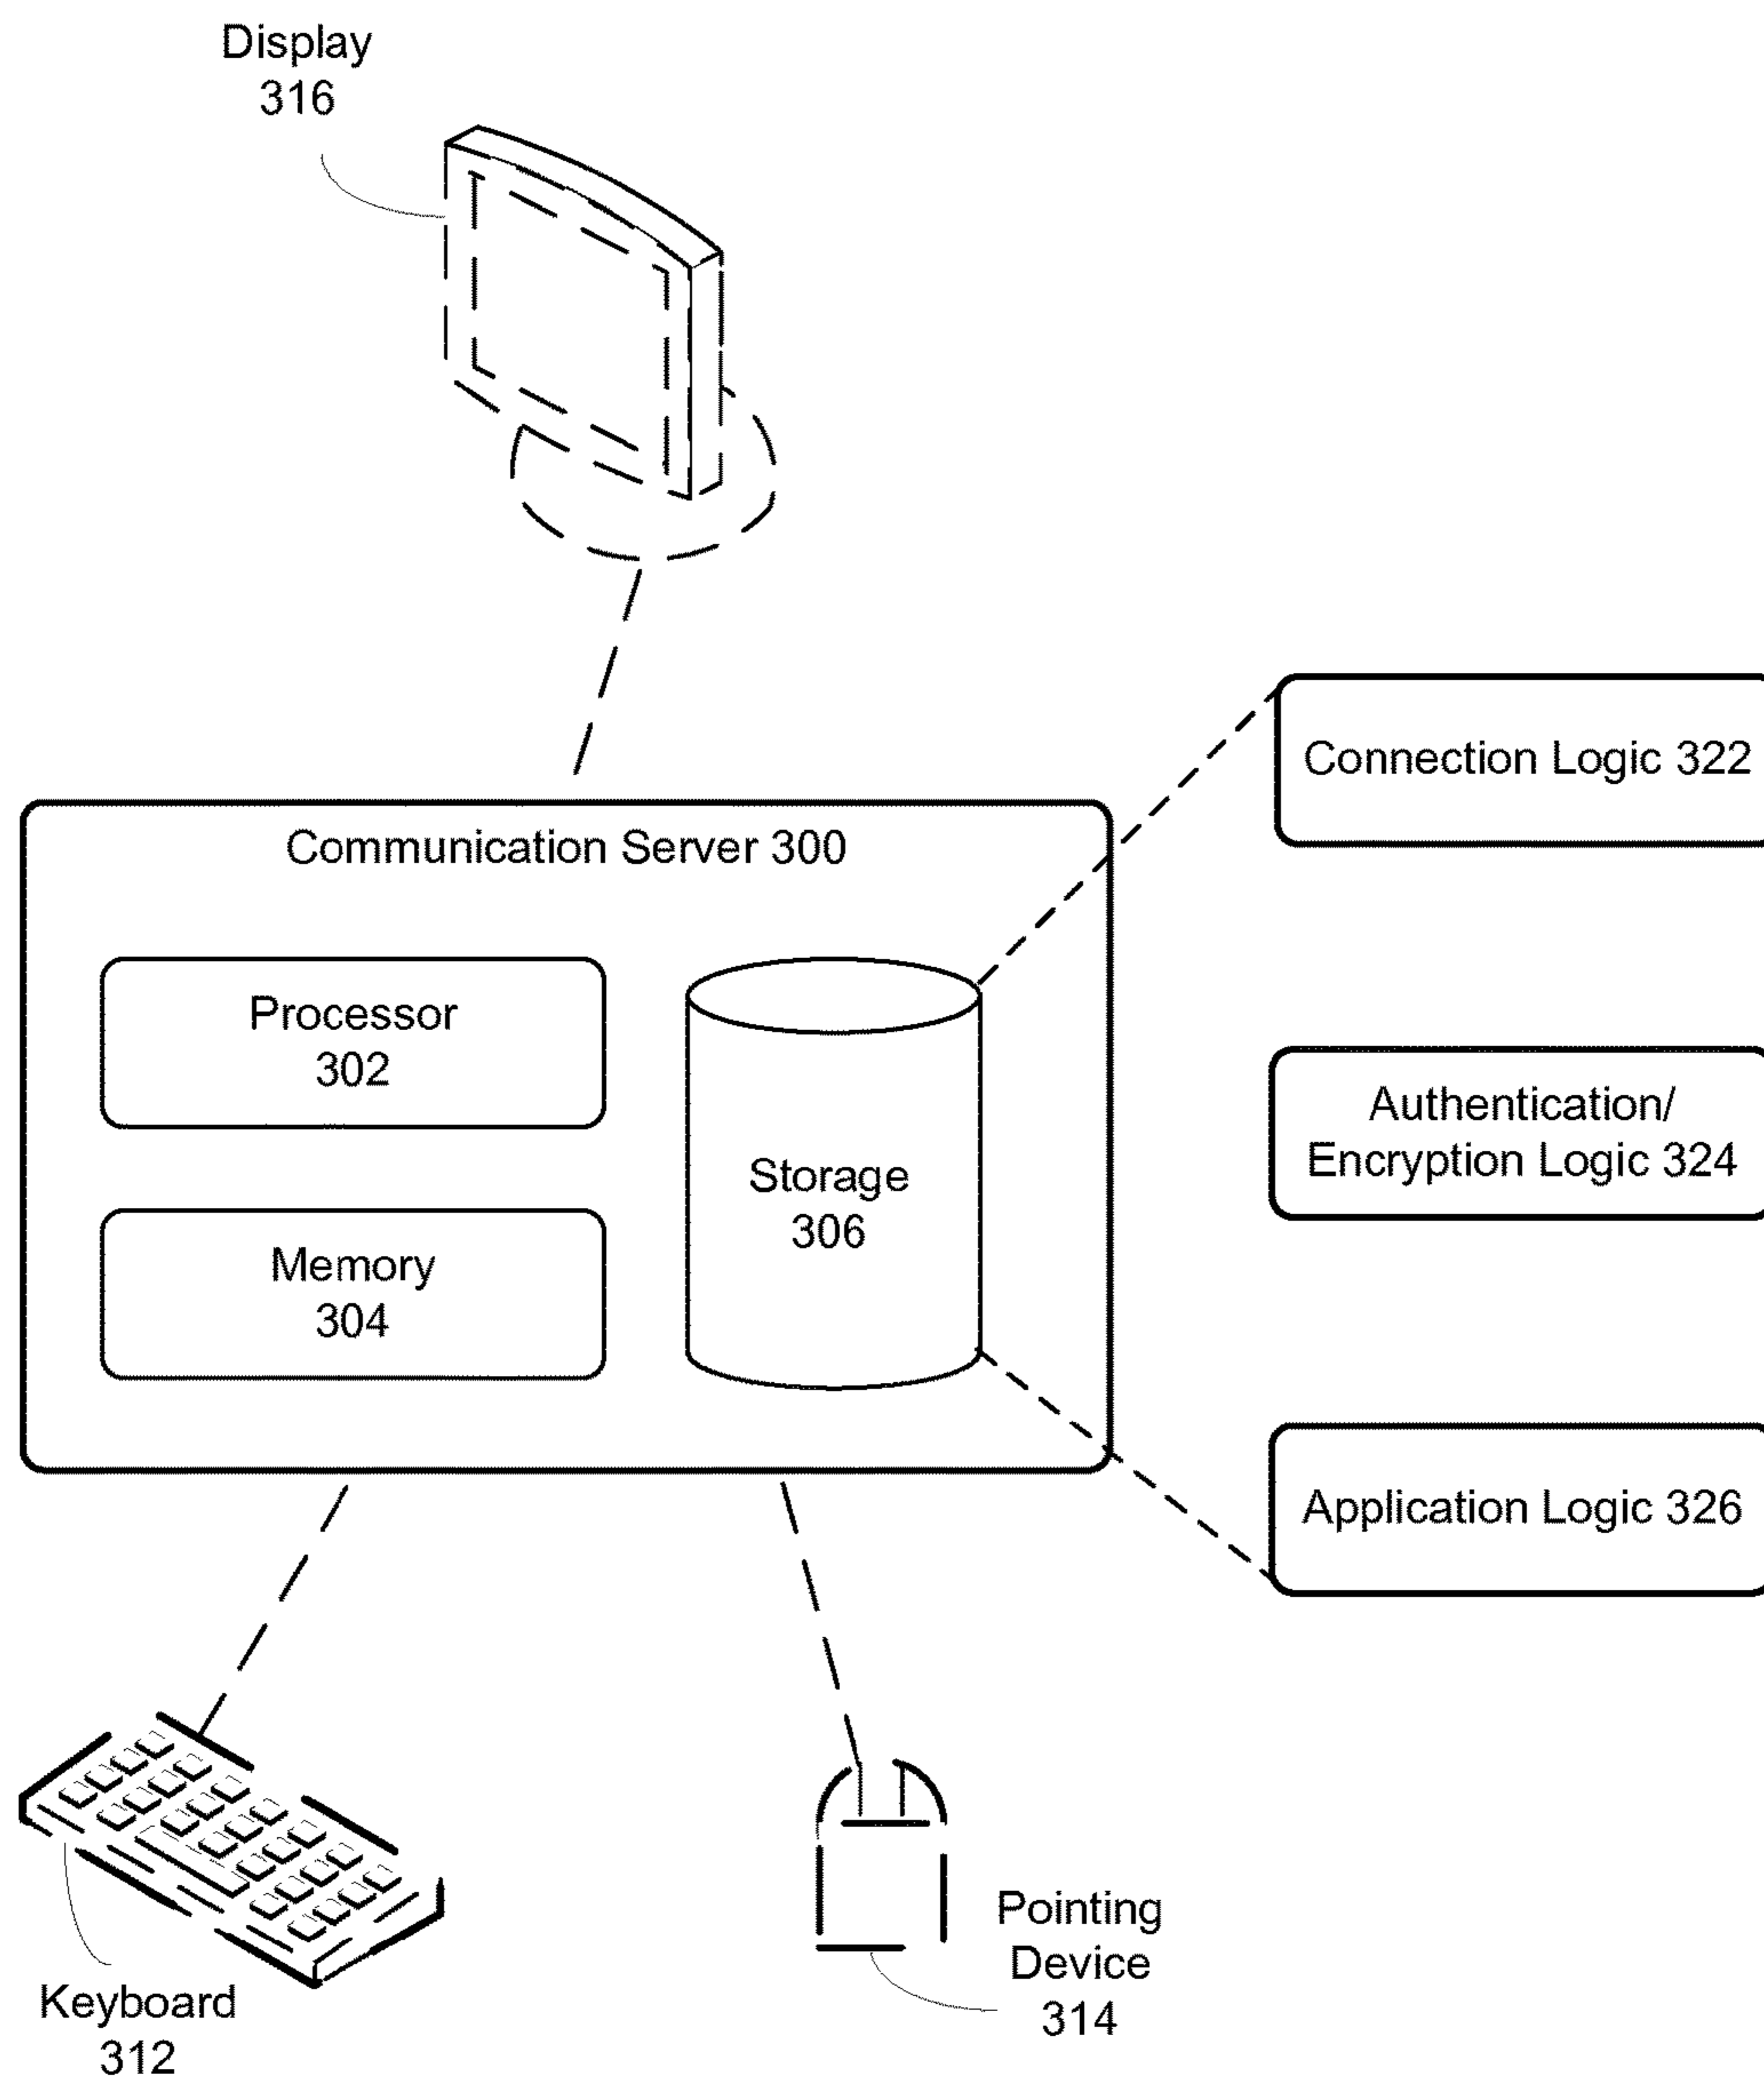 Display
316
Connection Logic 322
Communication Server 300
Processor
302
Authentication/
Encryption Logic 324
Storage
306
Memory
304
Application Logic 326
Pointing
Device
314
Keyboard
312